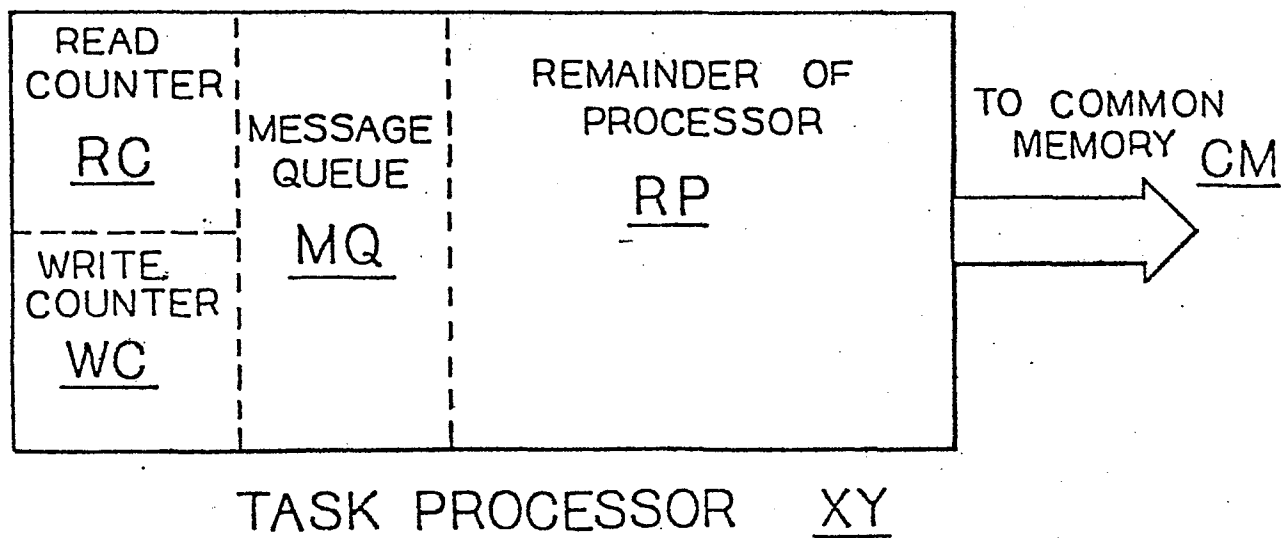 READ
COUNTER
RC
WRITE
COUNTER
WC
MESSAGE
QUEUE
MQ
REMAINDER OF
PROCESSOR
RP
TO COMMON
MEMORY CM
TASK PROCESSOR XY